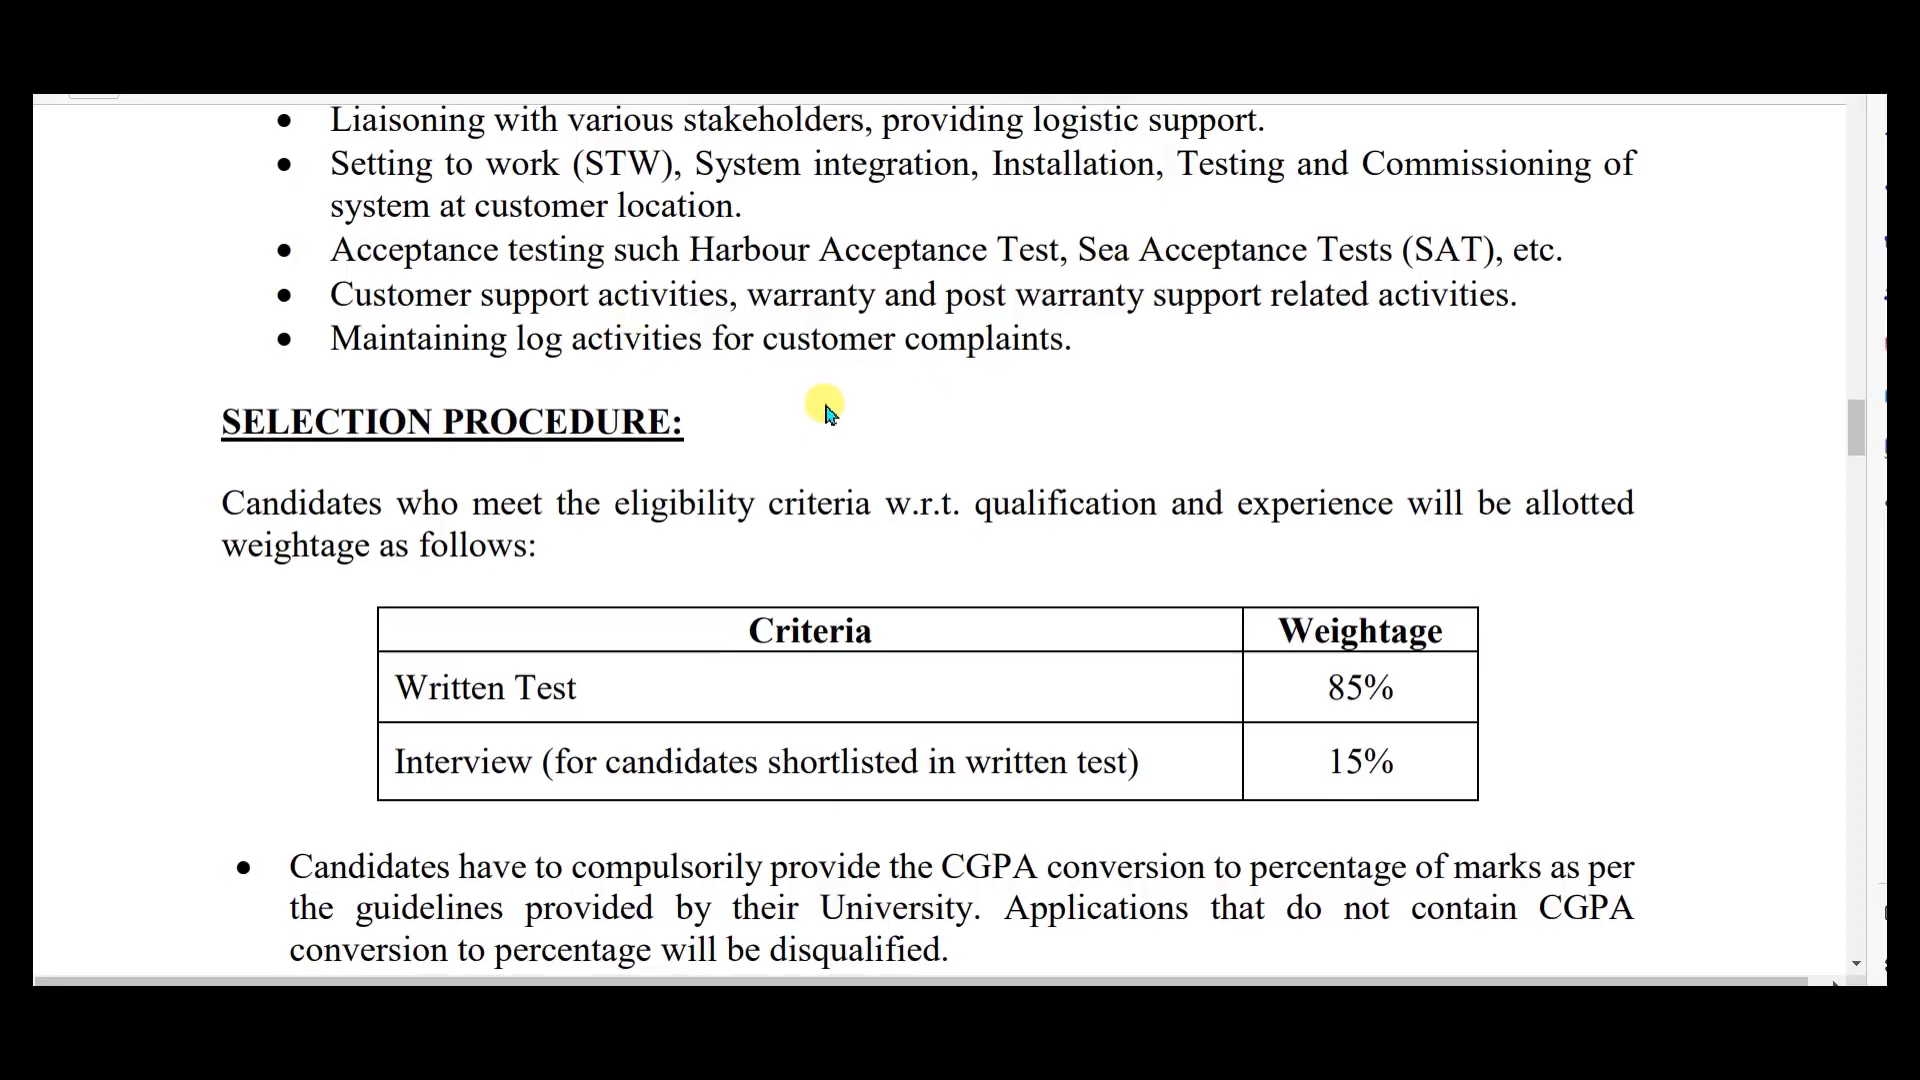 • Liaisoning with various stakeholders, providing logistic support.
• Setting to work (STW), System integration, Installation, Testing and Commissioning of
system at customer location.
• Acceptance testing such Harbour Acceptance Test, Sea Acceptance Tests (SAT), etc.
• Customer support activities, warranty and post warranty support related activities.
• Maintaining log activities for customer complaints.
SELECTION PROCEDURE:
Candidates who meet the eligibility criteria w.r.t. qualification and experience will be allotted
weightage as follows:
Criteria Weightage
Written Test 85%
Interview (for candidates shortlisted in written test) 15%
• Candidates have to compulsorily provide the CGPA conversion to percentage of marks as per
the guidelines provided by their University. Applications that do not contain CGPA
conversion to percentage will be disqualified.